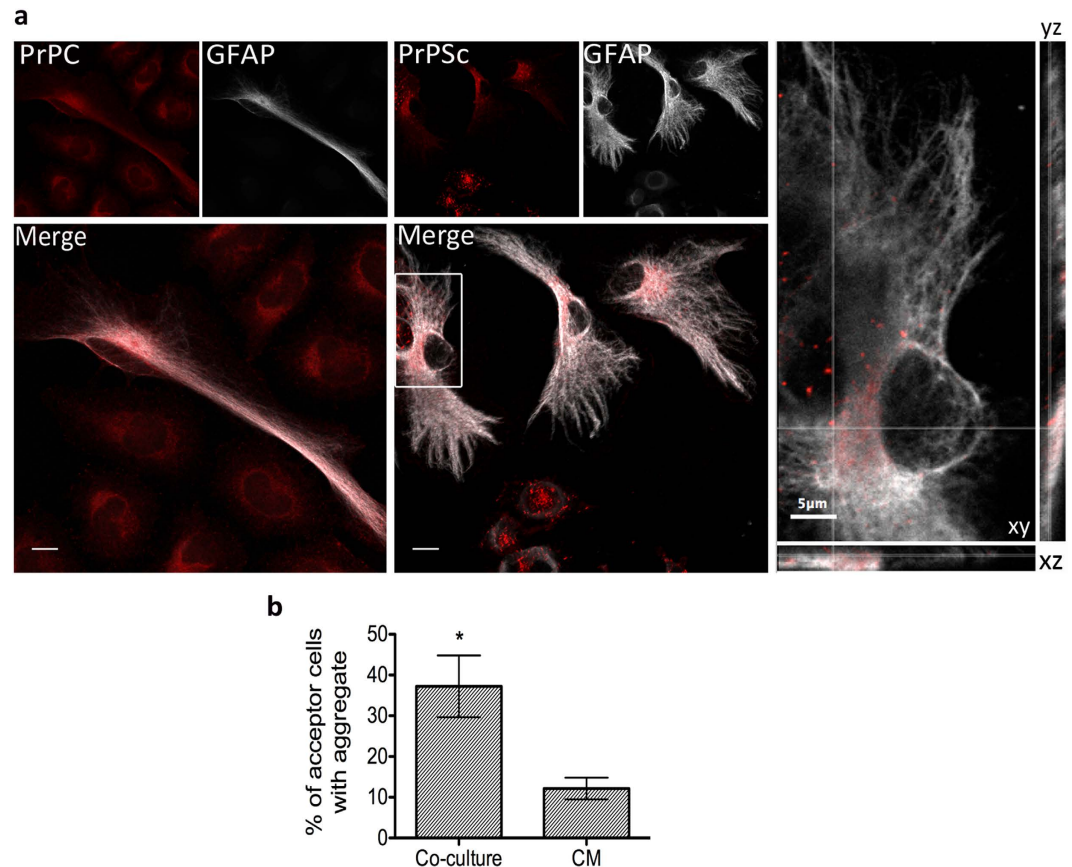 a
PrPC
GFAP
PrPSc
GFAP
yz
Merge
Merge
5µm
xy
xz
b
% of acceptor cells
with aggregate
50
40
30
20
10
0
*
Co-culture
CM